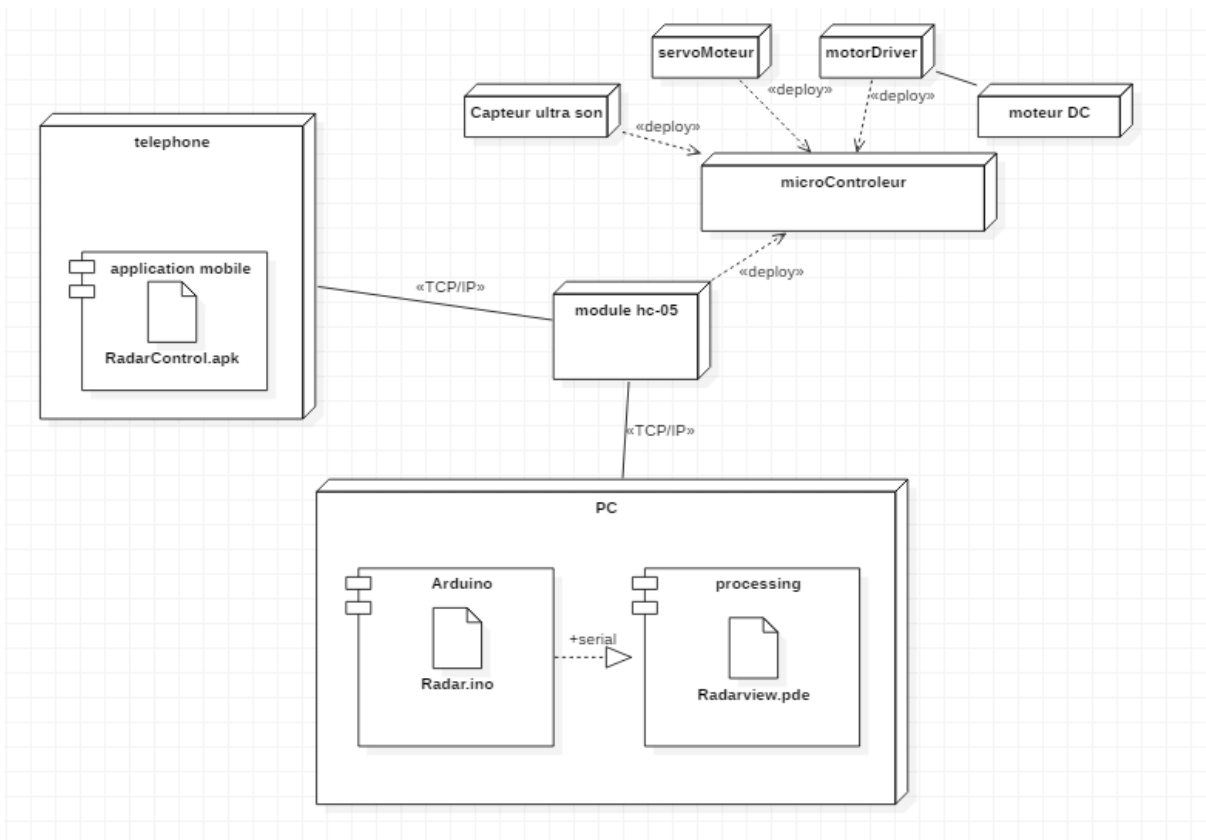 servoMoteur
motorDriver
«deploy»
«deploy»
Capteur ultra son
moteur DC
«deploy»
telephone
microControleur
application mobile
«deploy»
«TCP/IP»
module hc-05
RadarControl.apk
«TCP/IP»
PC
Arduino
processing
+serial
Radar.ino
Radarview.pde